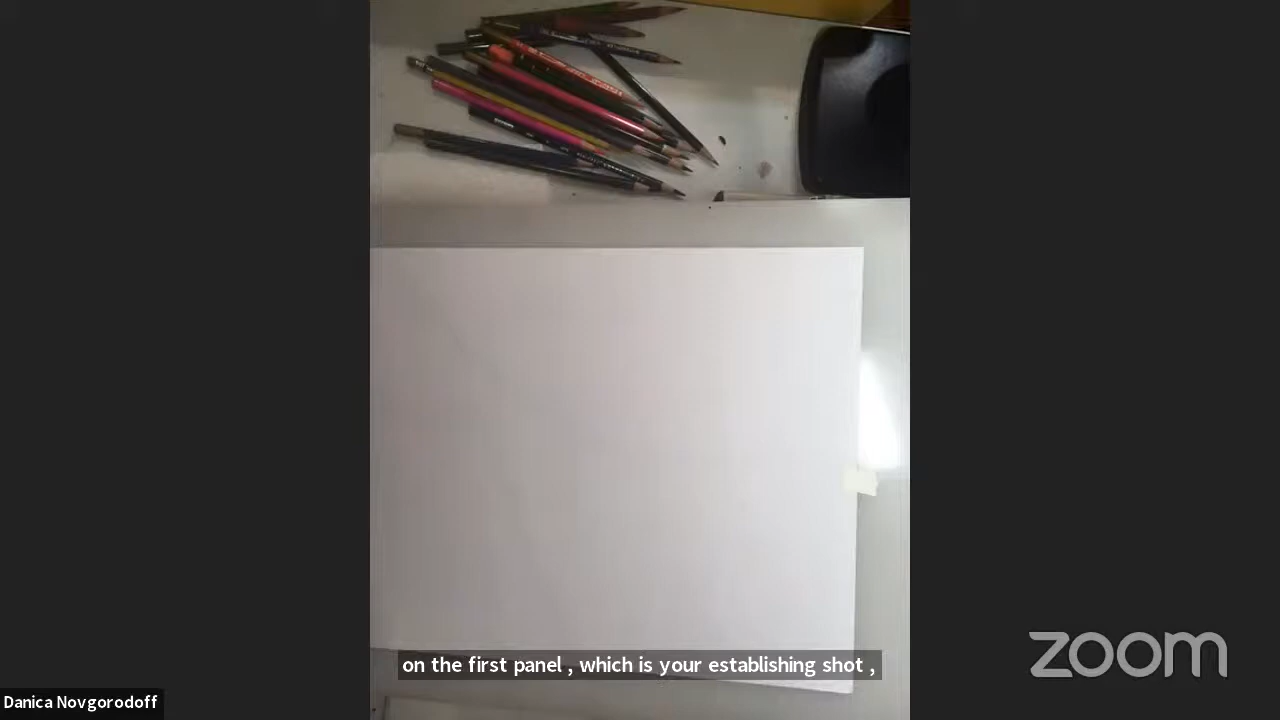 on the first panel , which is your establishing shot ,
zoom
Danica Novgorodoff